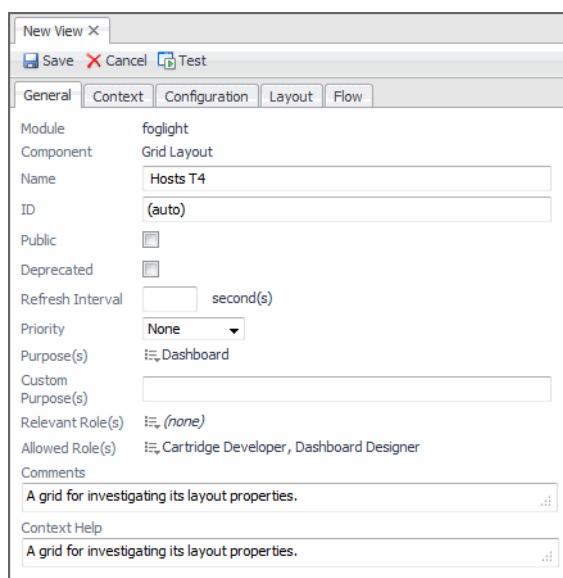 New View
Save Cancel Test
General Context Configuration Layout Flow
Module foglight
Component Grid Layout
Name Hosts T4
ID (auto)
Public
Deprecated
Refresh Interval second(s)
Priority None
Purpose(s) Dashboard
Custom
Purpose(s)
Relevant Role(s) (none)
Allowed Role(s) Cartridge Developer, Dashboard Designer
Comments
A grid for investigating its layout properties.
Context Help
A grid for investigating its layout properties.